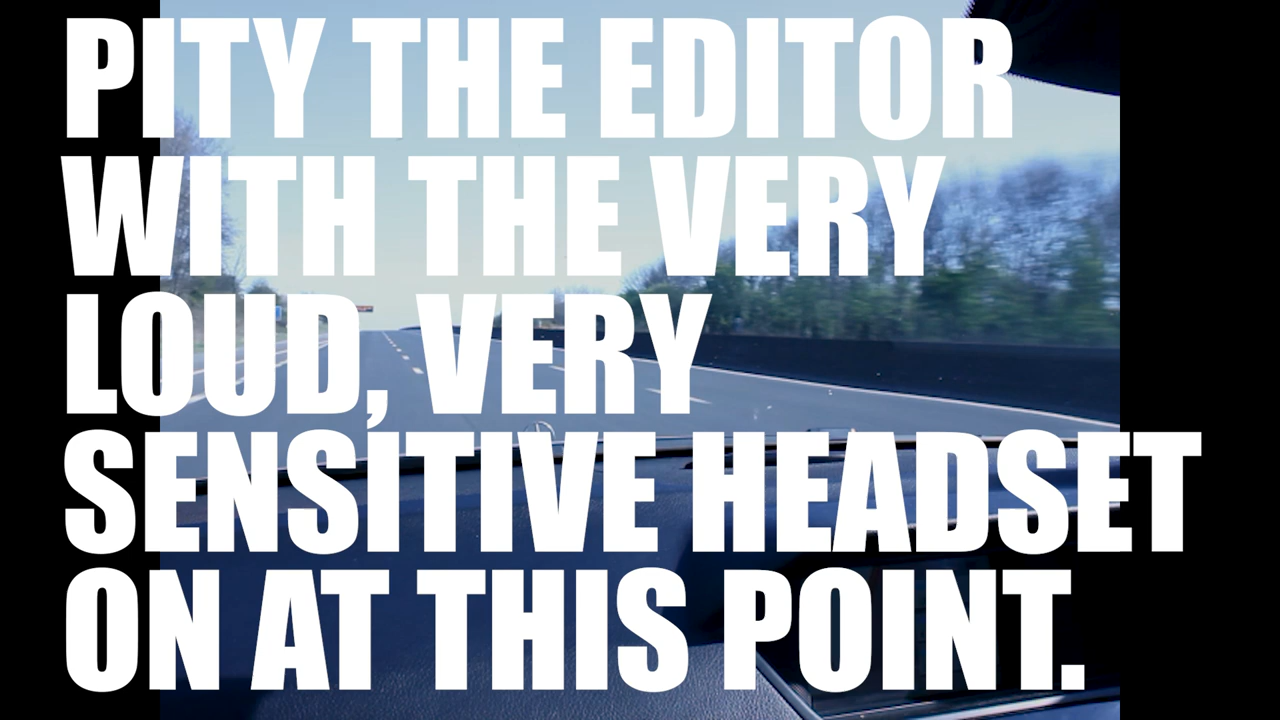 PITY THE EDITOR
WITH THE VERY
LOUD, VERY
SENSITIVE HEADSET
ON AT THIS POINT.